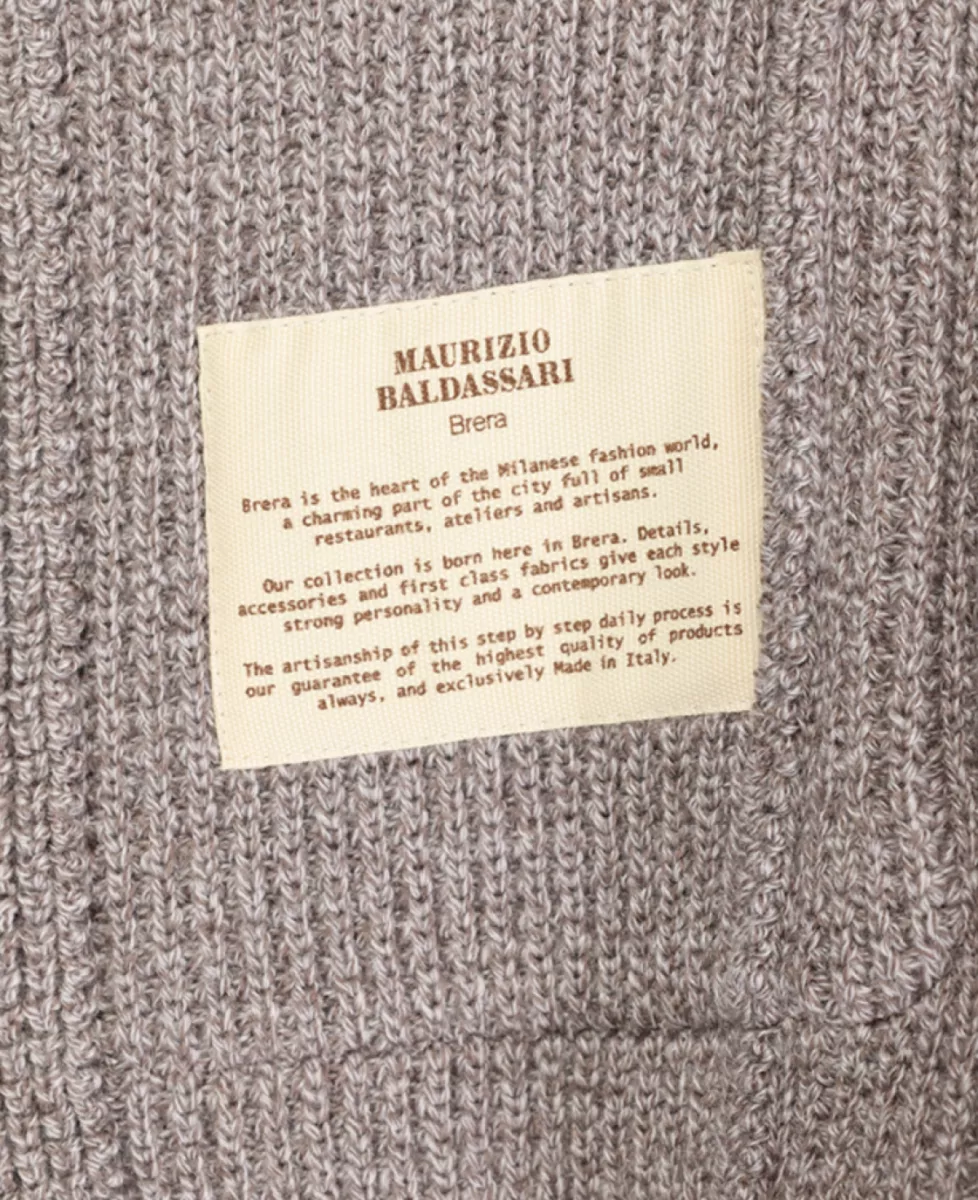 MAURIZIO
BALDASSARI
Brera
Brera is the heart of the Milanese fashion world,
a charming part of the city full of small
restaurants, ateliers and artisans.
Our collection is born here in Brera. Details,
accessories and first class fabrics give each style
strong personality and a contemporary look.
The artisanship of this step by step daily process is
our guarantee of the highest quality of products
always, and exclusively Made in Italy.